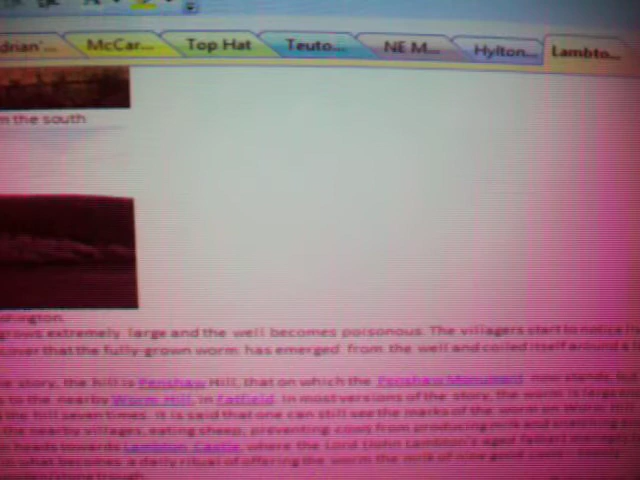 drian'... McCar... Top Hat Teuto... NE M... Hylton... Lambto...
m the south
grows extremely large and the well becomes poisonous. The villagers start to notice
cover that the fully-grown worm has emerged from the well and coiled itself around a
story, the hill is Penshaw Hill, that on which the Penshaw Monument now stands, but
to the nearby Worm Hill, in Fatfield. In most versions of the story, the worm is large
hill seven times. It is said that one can still see the marks of the worm on Worm Hill
the nearby villages, eating sheep, preventing cows from producing milk and
heads towards Lambton Castle, where the Lord (John Lambton's aged father)
what becomes a daily ritual of offering the worm the milk of nine good cows
trough.